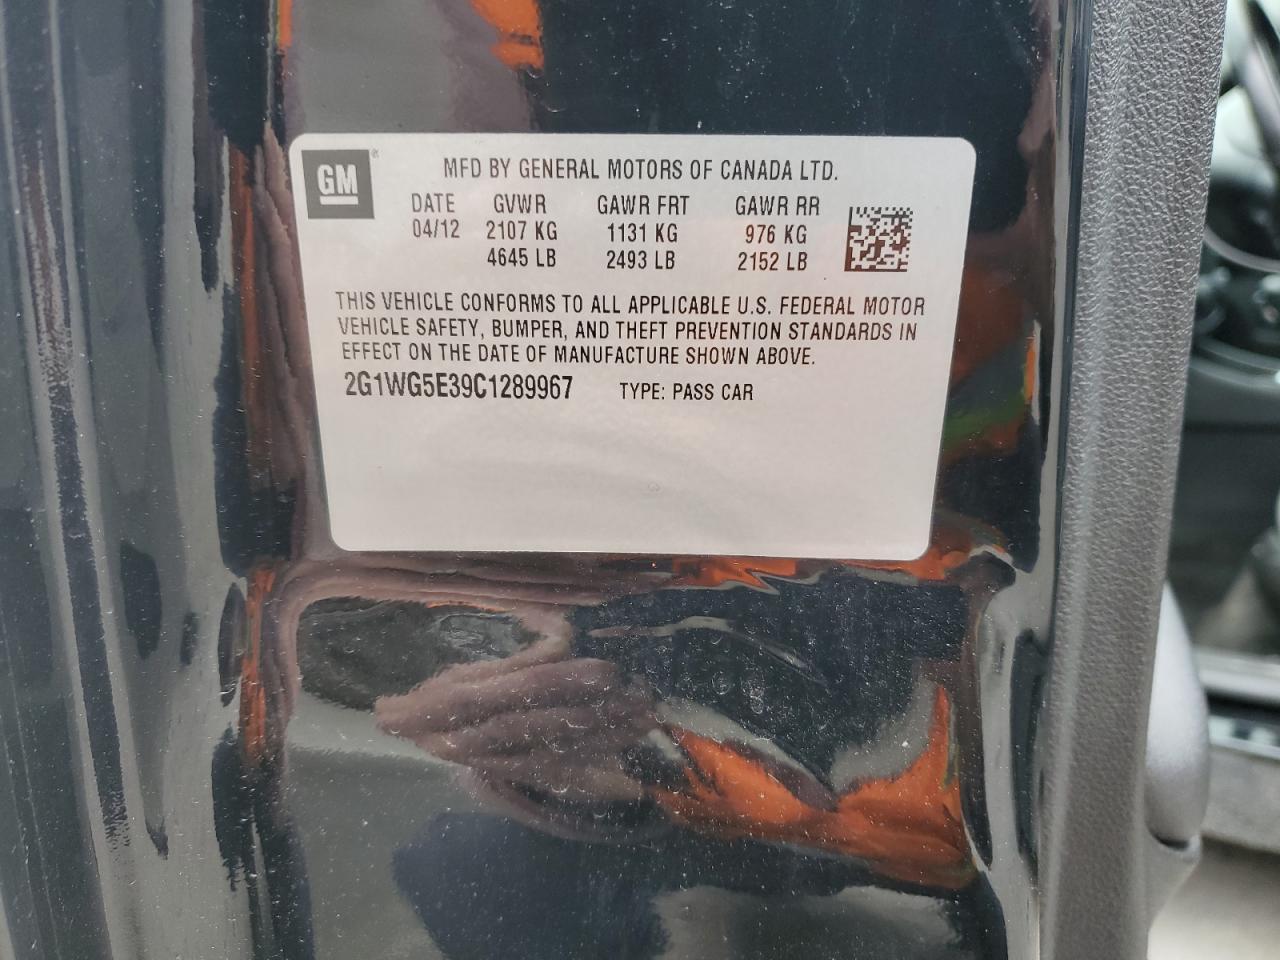 GM
MFD BY GENERAL MOTORS OF CANADA LTD.
DATE GVWR GAWR FRT GAWR RR
04/12 2107 KG 1131 KG 976 KG
4645 LB 2493 LB 2152 LB
THIS VEHICLE CONFORMS TO ALL APPLICABLE U.S. FEDERAL MOTOR
VEHICLE SAFETY, BUMPER, AND THEFT PREVENTION STANDARDS IN
EFFECT ON THE DATE OF MANUFACTURE SHOWN ABOVE.
2G1WG5E39C1289967 TYPE: PASS CAR